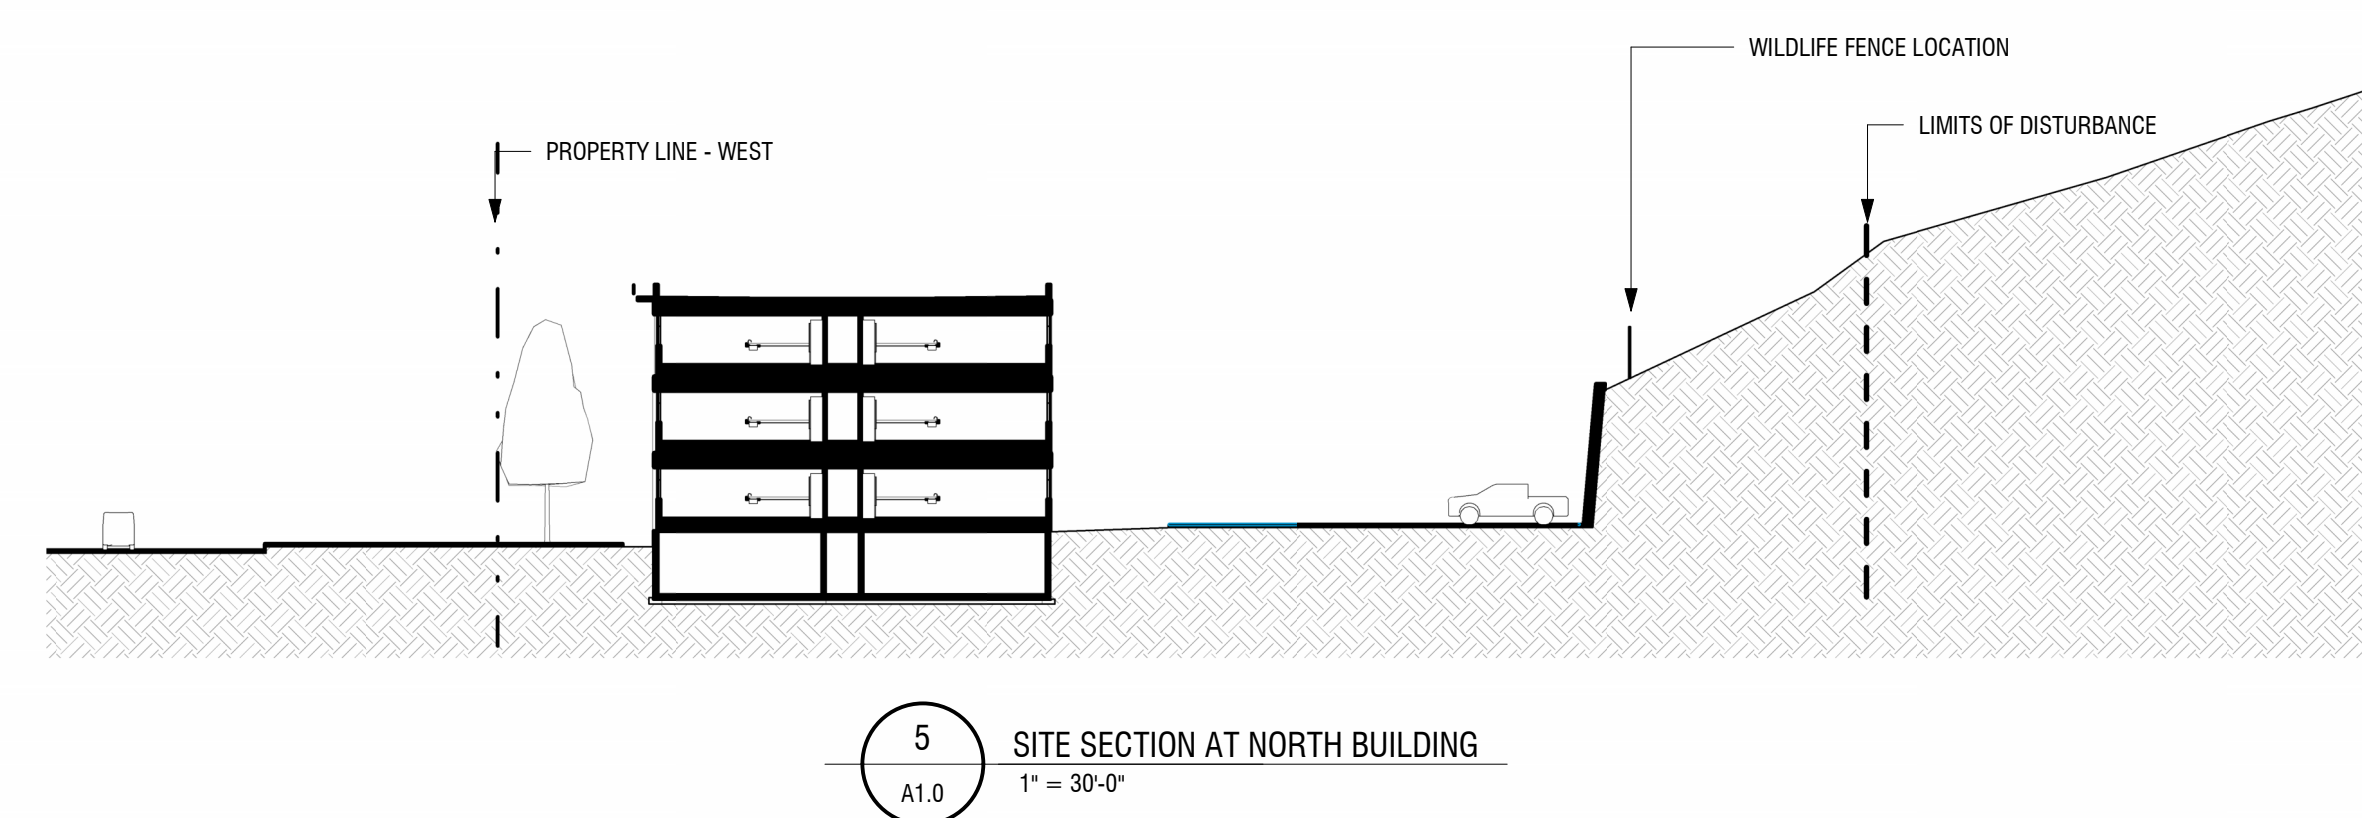 WILDLIFE FENCE LOCATION
LIMITS OF DISTURBANCE
PROPERTY LINE - WEST
5
A1.0
SITE SECTION AT NORTH BUILDING
1" = 30'-0"